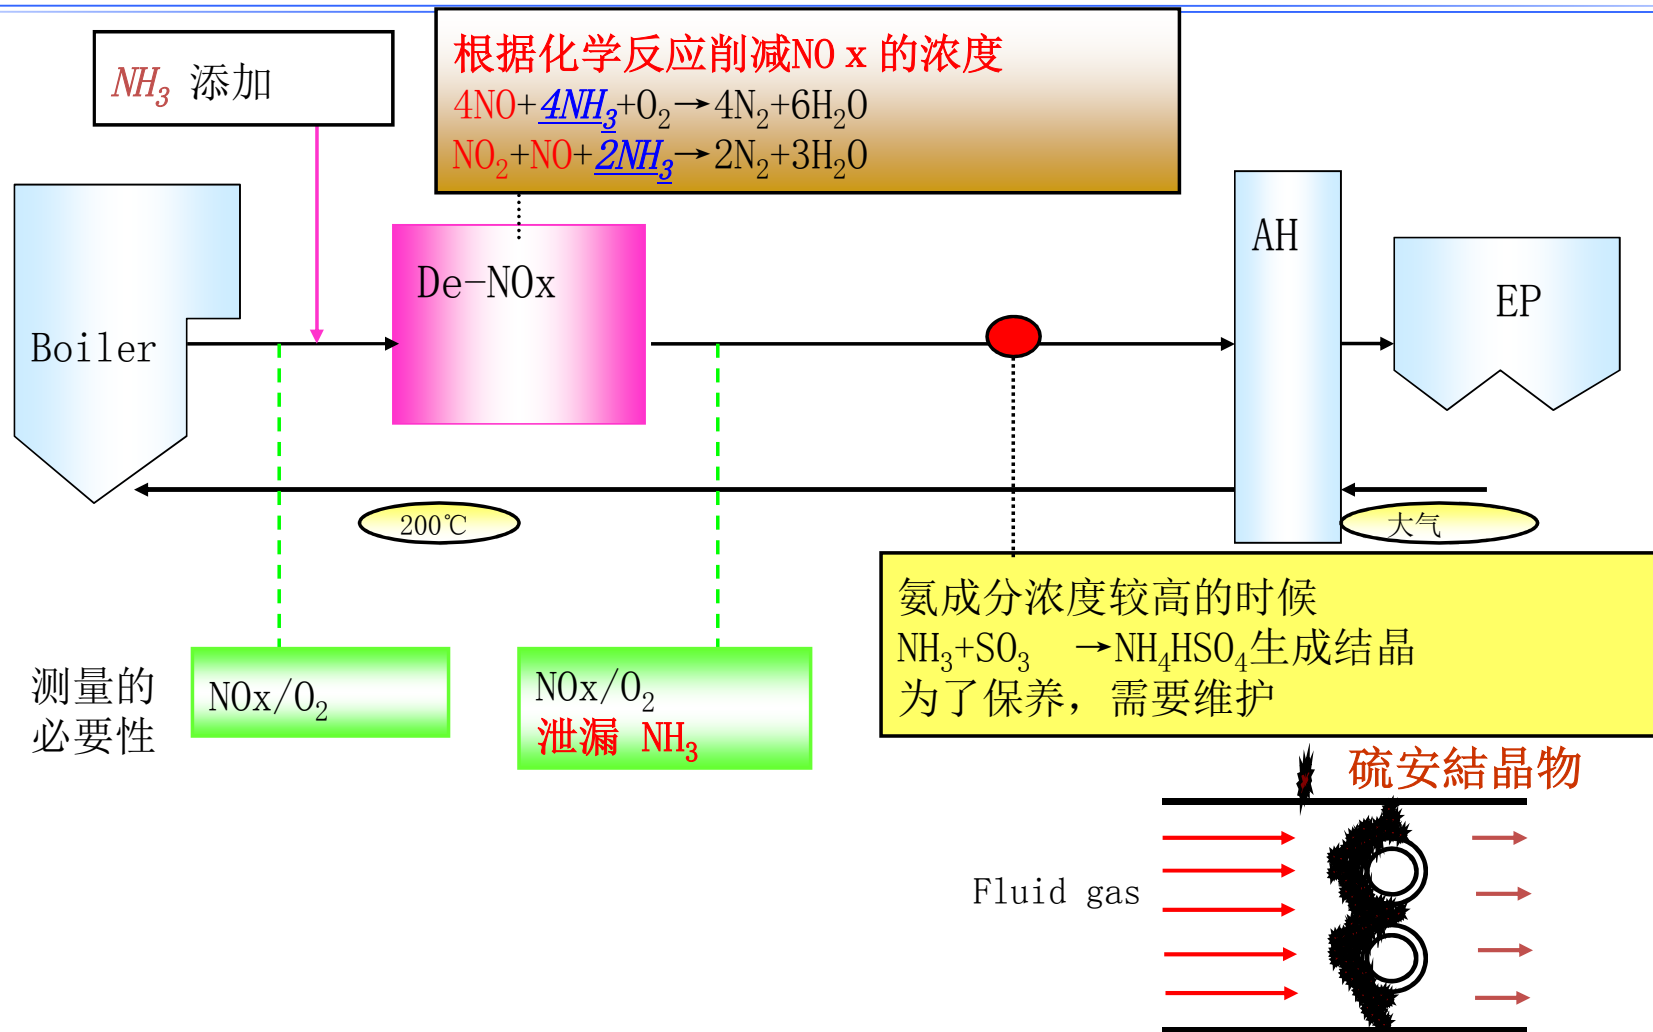 根据化学反应削减NO x 的浓度
4NO+4NH₃+O₂→4N₂+6H₂O
NO₂+NO+2NH₃→2N₂+3H₂O
NH₃ 添加
Boiler
De-NOx
AH
EP
200℃
大气
测量的
必要性
NOx/O₂
NOx/O₂
泄漏 NH₃
氨成分浓度较高的时候
NH₃+SO₃ →NH₄HSO₄生成结晶
为了保养，需要维护
硫安結晶物
Fluid gas